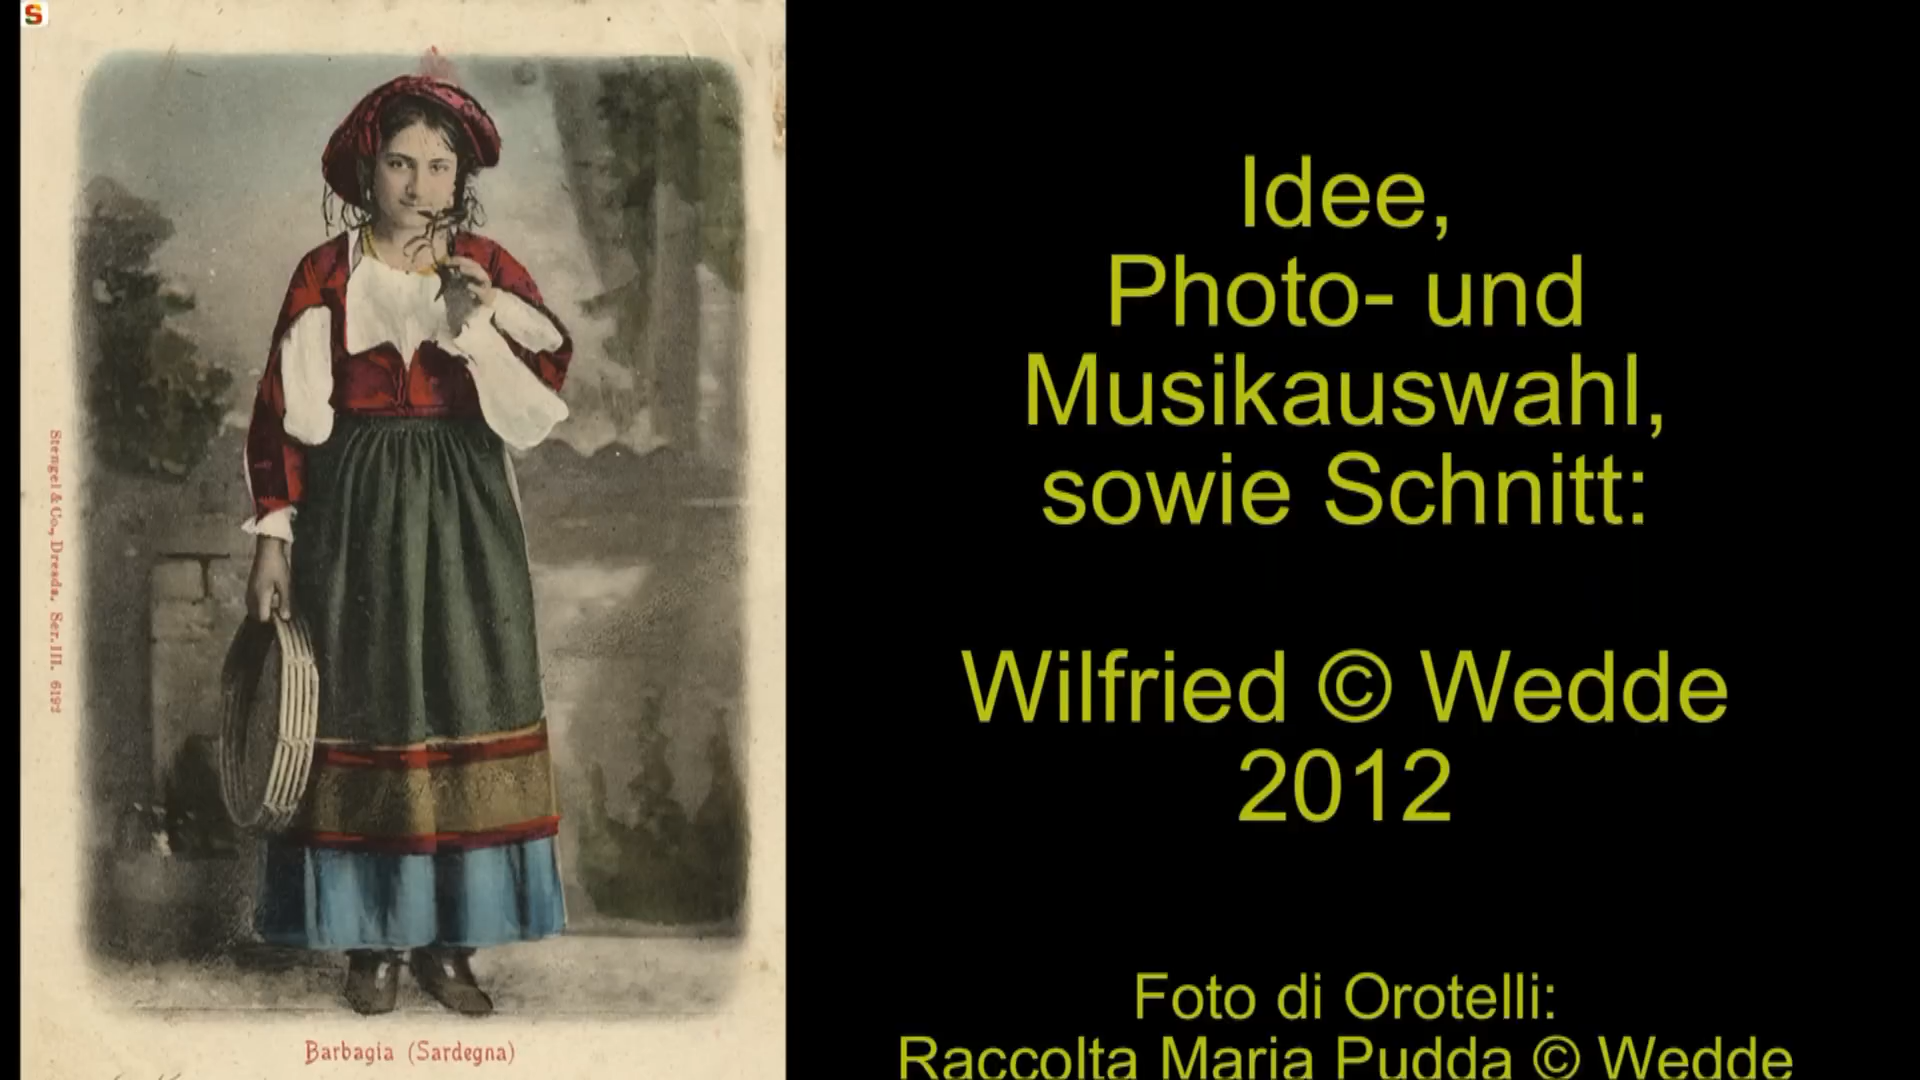 Stengel & Co., Dresda. Ser. III. 6192
Barbagia (Sardegna)
Idee,
Photo- und
Musikauswahl,
sowie Schnitt:
Wilfried © Wedde
2012
Foto di Orotelli:
Raccolta Maria Pudda © Wedde